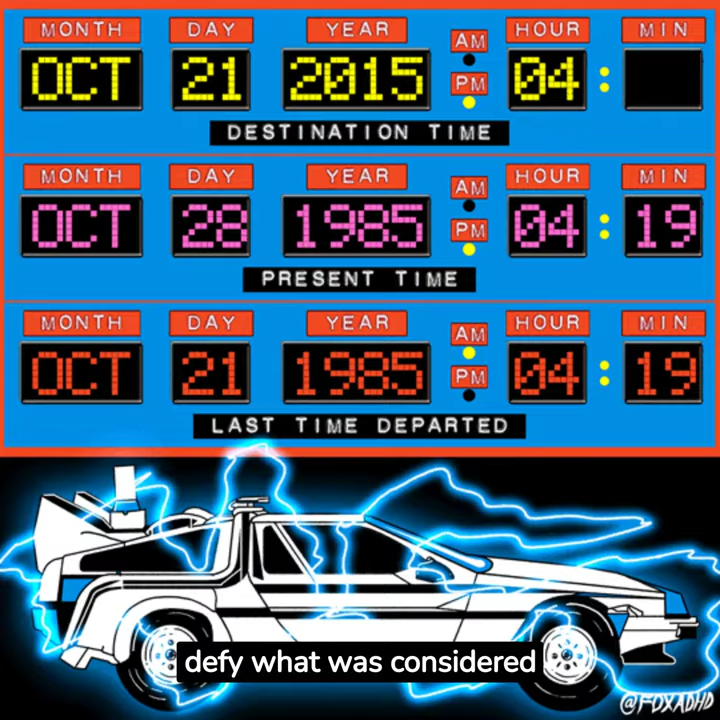 MONTH DAY YEAR AM HOUR MIN
OCT 21 2015 PM 04 :
DESTINATION TIME
MONTH DAY YEAR AM HOUR MIN
OCT 28 1985 PM 04 : 19
PRESENT TIME
MONTH DAY YEAR AM HOUR MIN
OCT 21 1985 PM 04 : 19
LAST TIME DEPARTED
defy what was considered
@FOXADHD